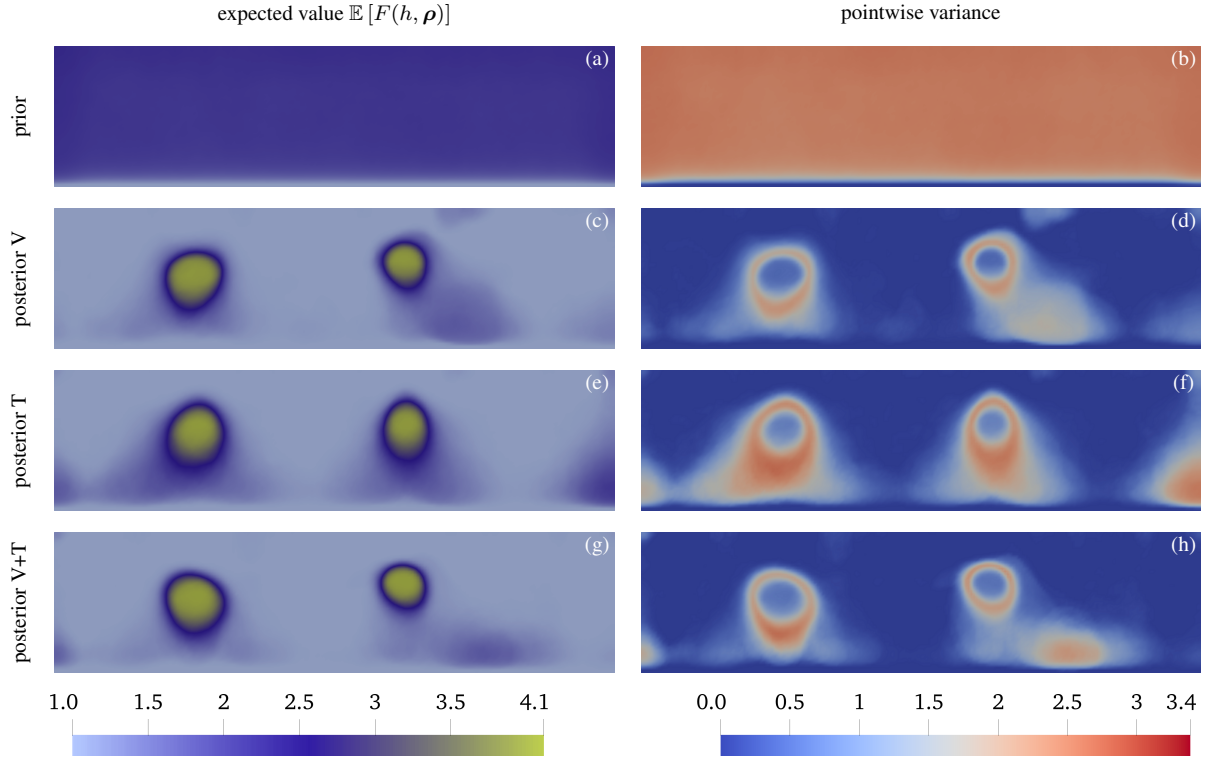 expected value 𝔼 [F(h, ρ)]
pointwise variance
prior
(a)
(b)
posterior V
(c)
(d)
posterior T
(e)
(f)
posterior V+T
(g)
(h)
1.0 1.5 2 2.5 3 3.5 4.1
0.0 0.5 1 1.5 2 2.5 3 3.4